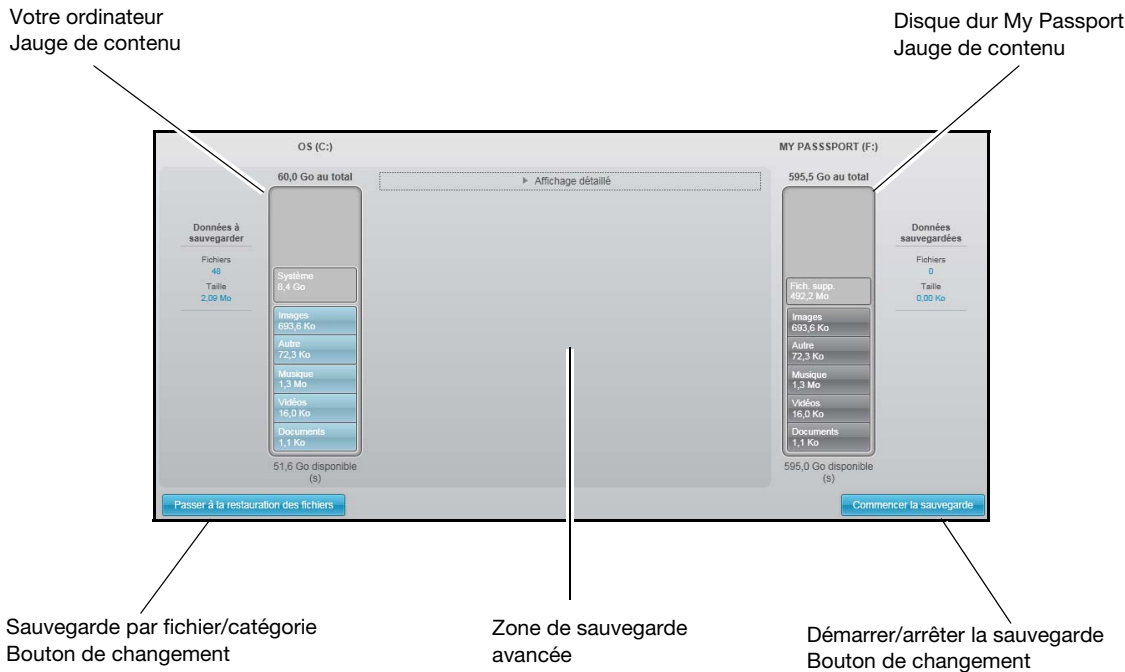 Votre ordinateur
Jauge de contenu
Disque dur My Passport
Jauge de contenu
OS (C:)
MY PASSSPORT (F:)
60,0 Go au total
▶ Affichage détaillé
595,5 Go au total
Données à
sauvegarder
Fichiers
48
Taille
2,09 Mo
Système
8,4 Go
Images
693,6 Ko
Autre
72,3 Ko
Musique
1,3 Mo
Vidéos
16,0 Ko
Documents
1,1 Ko
51,6 Go disponible
(s)
Fich. supp.
492,2 Mo
Images
693,6 Ko
Autre
72,3 Ko
Musique
1,3 Mo
Vidéos
16,0 Ko
Documents
1,1 Ko
595,0 Go disponible
(s)
Données
sauvegardées
Fichiers
0
Taille
0,00 Ko
Passer à la restauration des fichiers
Commencer la sauvegarde
Sauvegarde par fichier/catégorie
Bouton de changement
Zone de sauvegarde
avancée
Démarrer/arrêter la sauvegarde
Bouton de changement